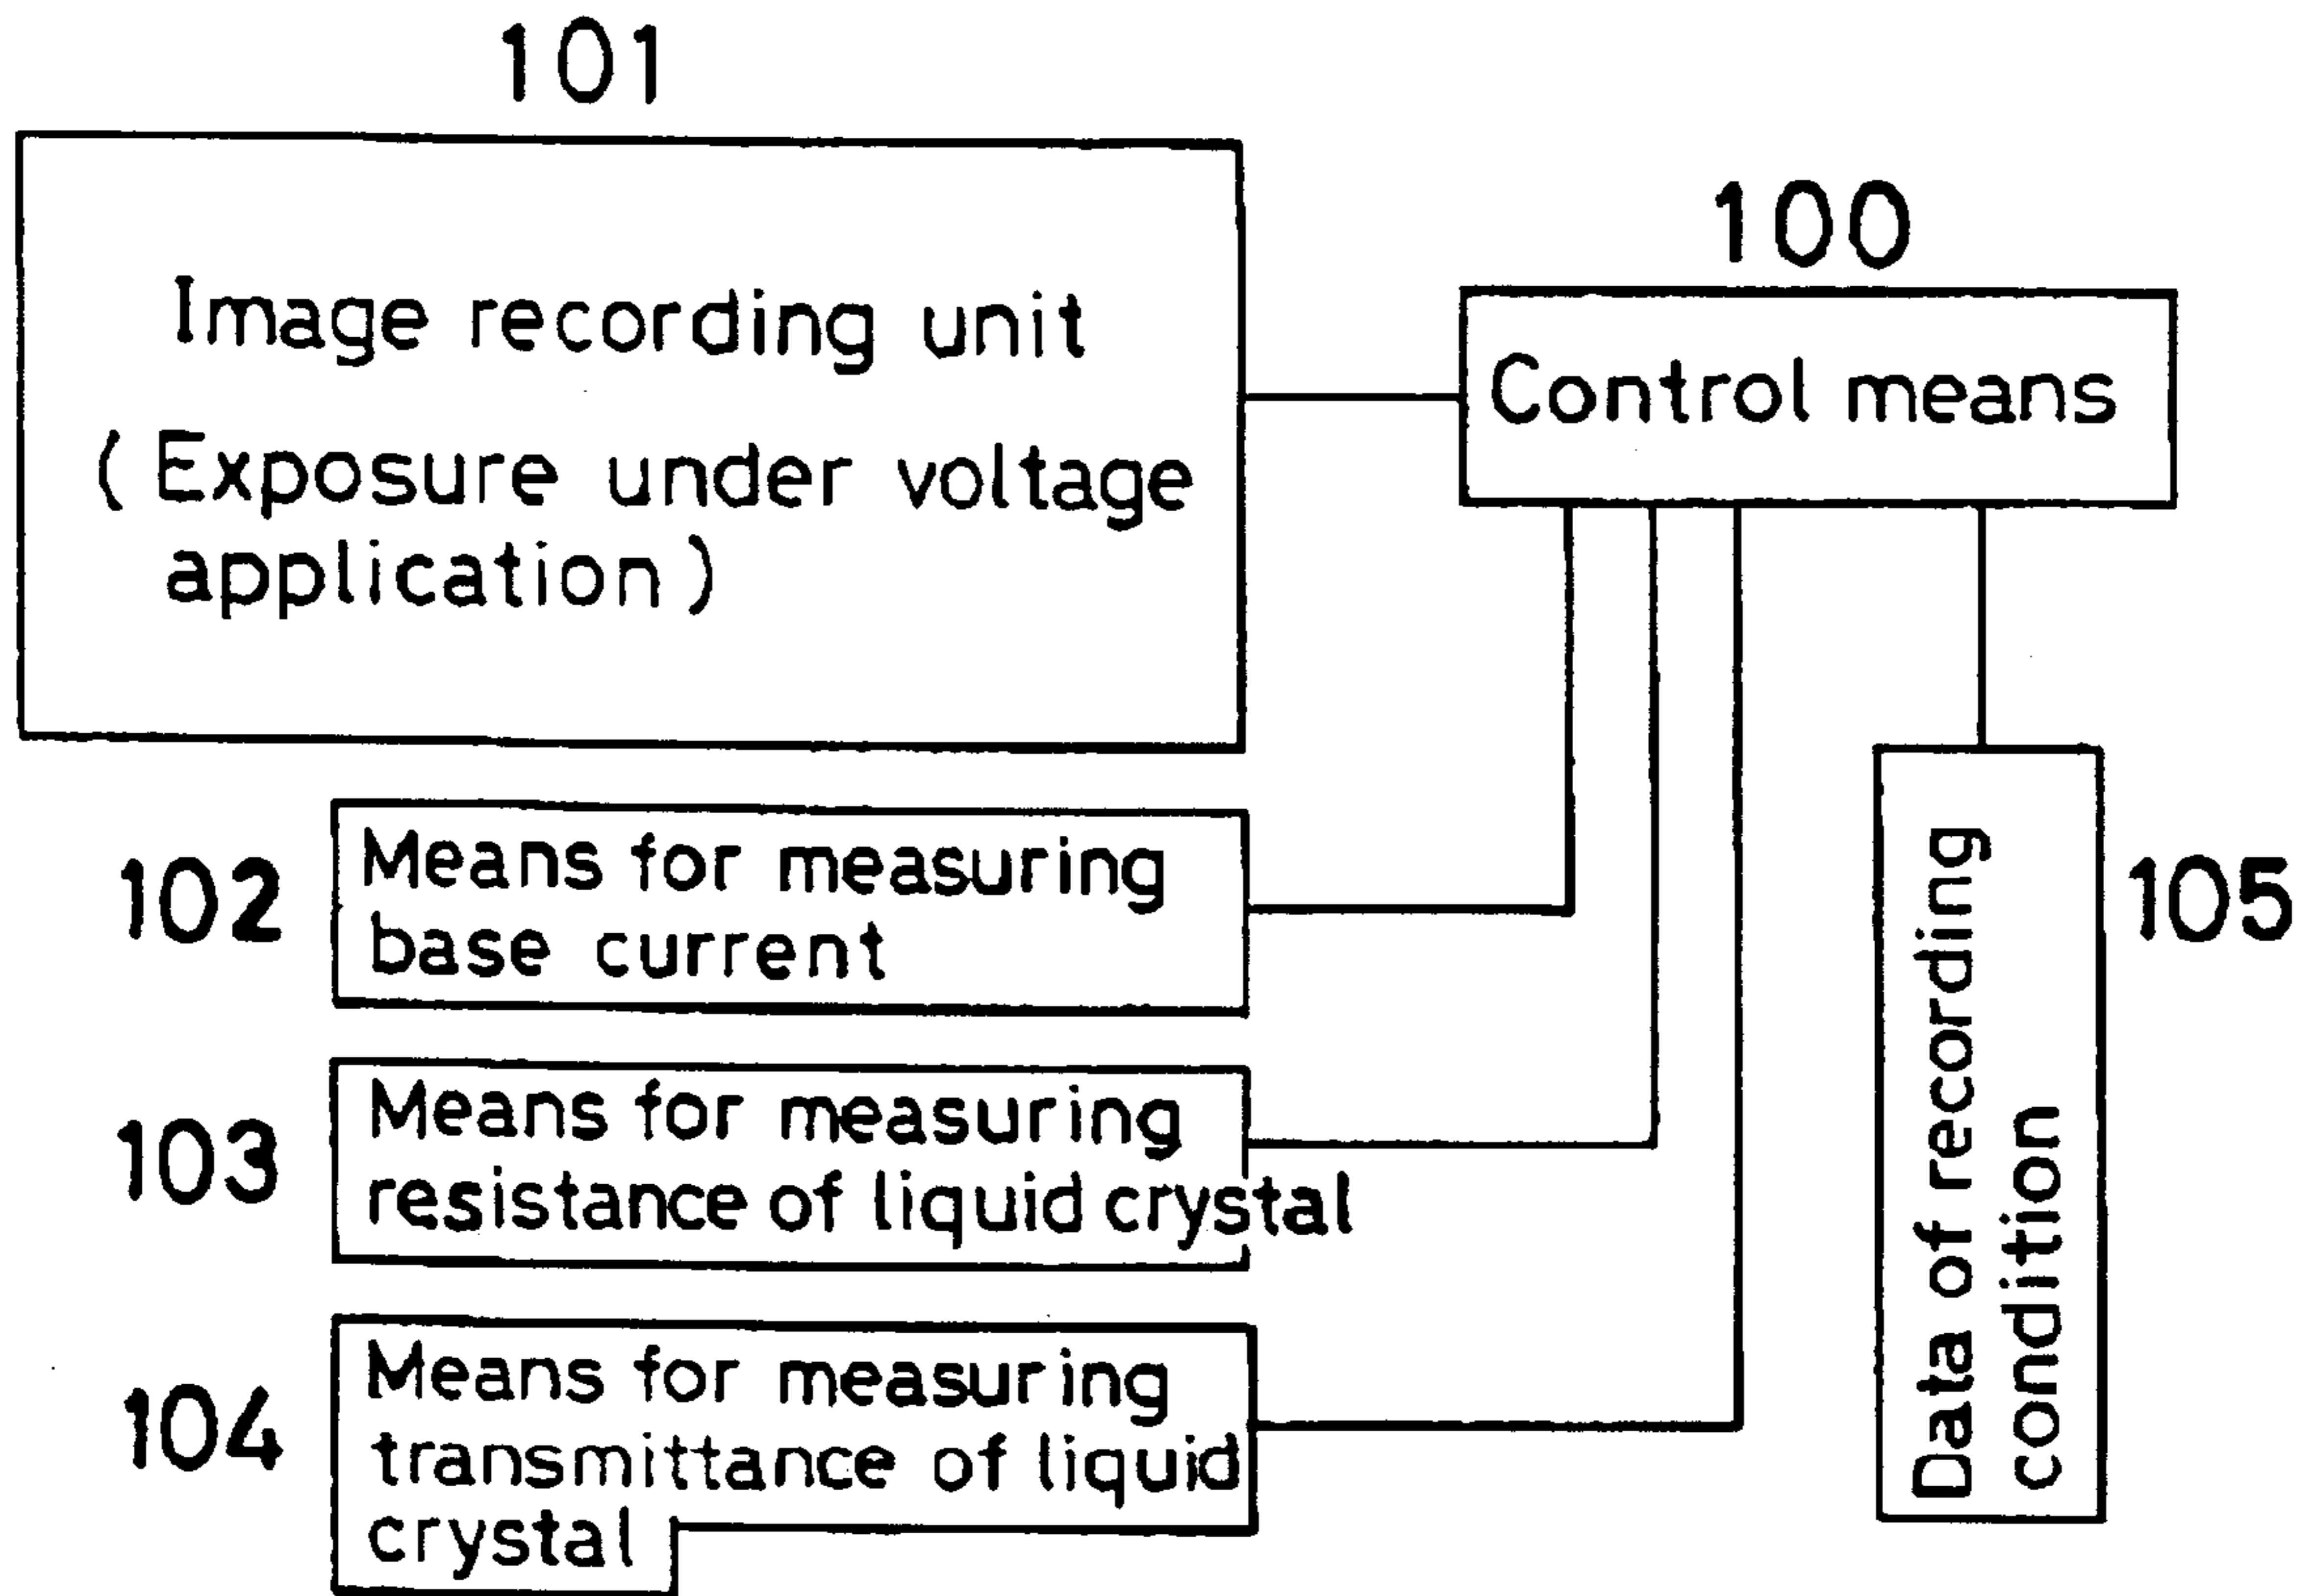 101
Image recording unit
( Exposure under voltage
application )
100
Control means
102
Means for measuring
base current
103
Means for measuring
resistance of liquid crystal
104
Means for measuring
transmittance of liquid
crystal
Data of recording
condition
105